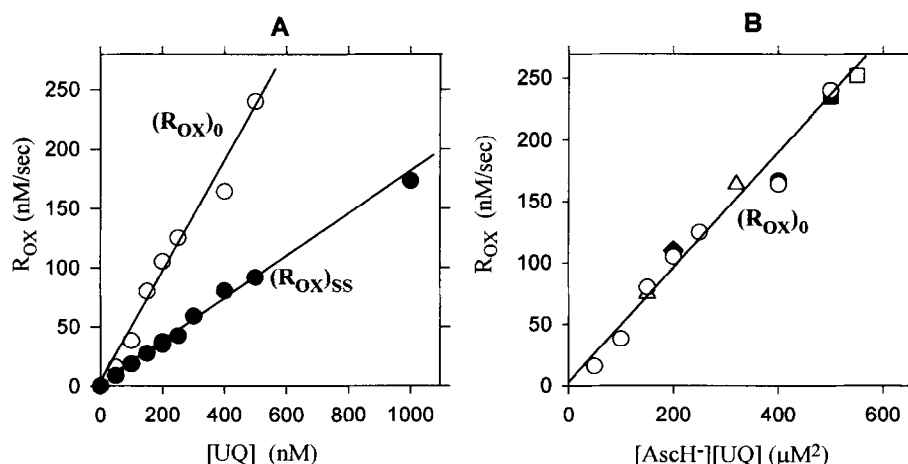 A
R_OX (nM/sec)
250
200
150
100
50
0
(R_OX)_0
(R_OX)_SS
0 200 400 600 800 1000
[UQ] (nM)
B
R_OX (nM/sec)
250
200
150
100
50
0
(R_OX)_0
0 200 400 600
[AscH⁻][UQ] (μM²)